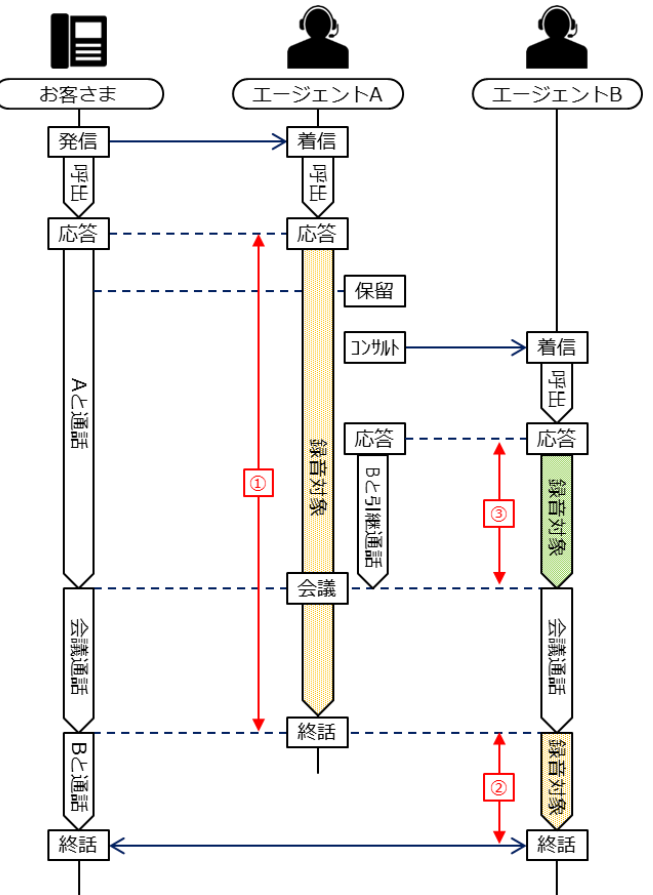 お客さま
エージェントA
エージェントB
発信
着信
呼出
呼出
応答
応答
保留
コンサルト
着信
呼出
Aと通話
応答
応答
録音対象
①
Bと引継通話
③
録音対象
会議
会議通話
会議通話
終話
Bと通話
②
録音対象
終話
終話